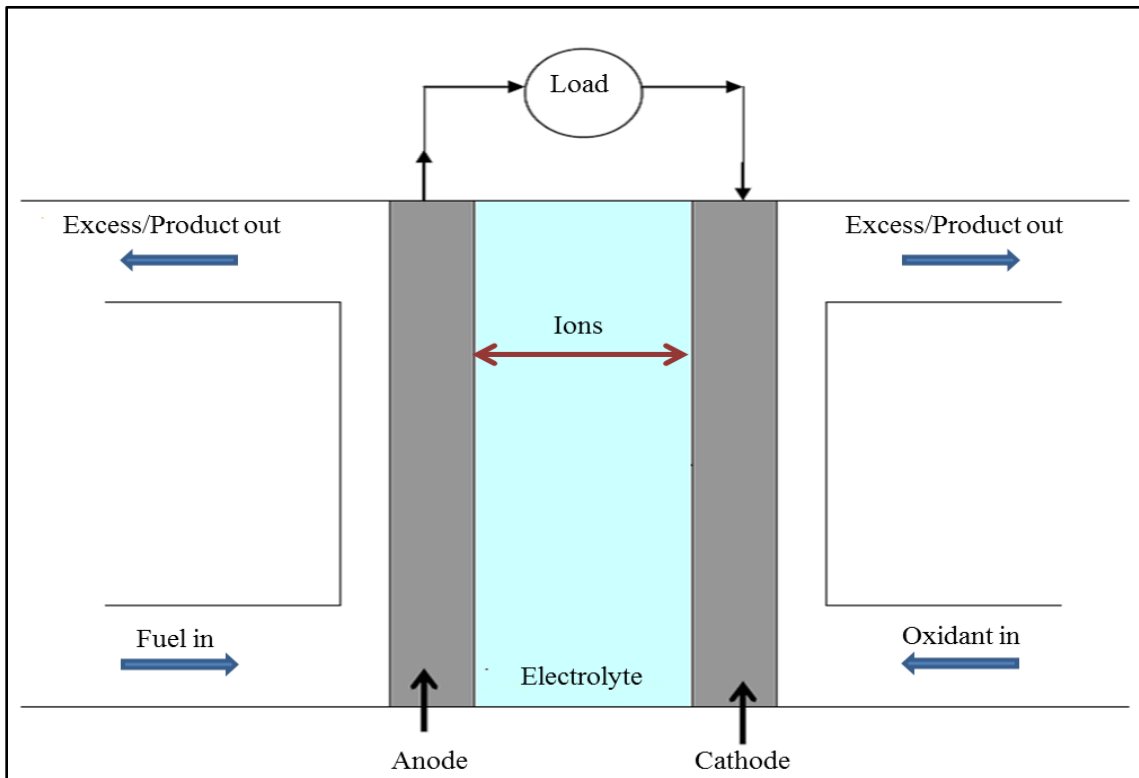 Load
Excess/Product out
Excess/Product out
Ions
Fuel in
Oxidant in
Electrolyte
Anode
Cathode